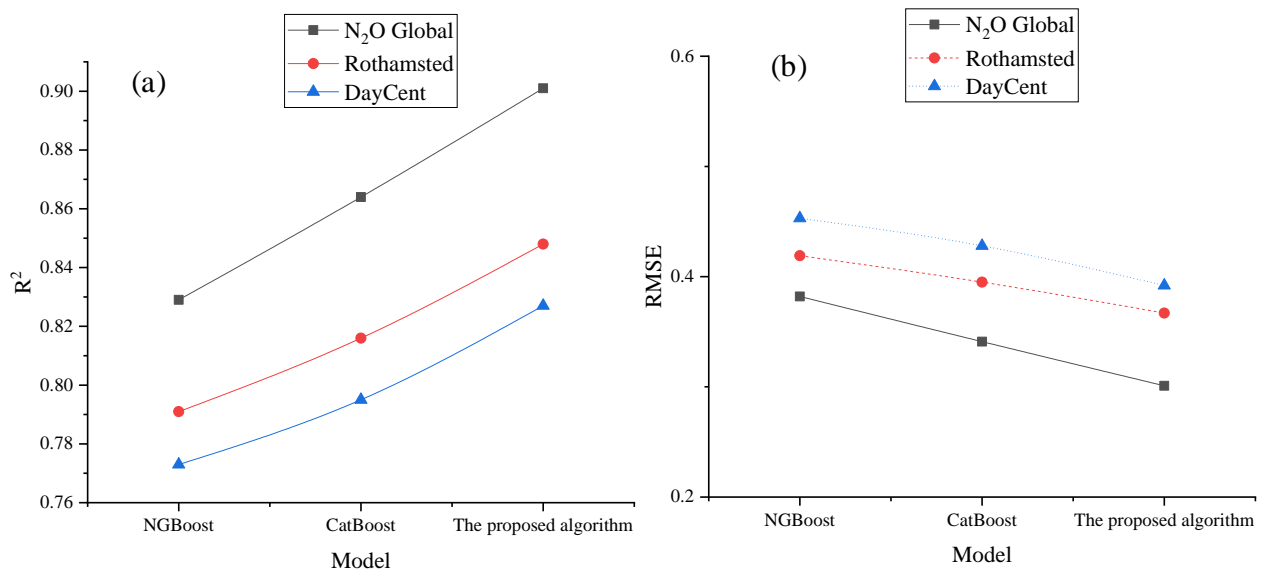 (a)
N₂O Global
Rothamsted
DayCent
0.90
0.88
0.86
0.84
0.82
0.80
0.78
0.76
R²
NGBoost CatBoost The proposed algorithm
Model
(b)
N₂O Global
Rothamsted
DayCent
0.6
0.4
0.2
RMSE
NGBoost CatBoost The proposed algorithm
Model